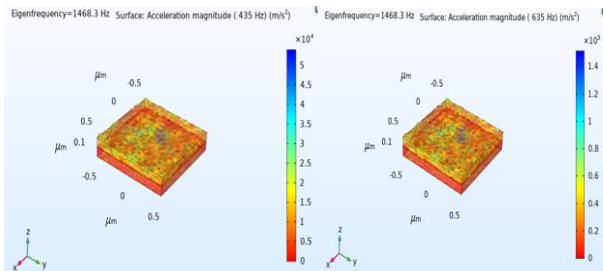 Eigenfrequency=1468.3 Hz Surface: Acceleration magnitude ( 435 Hz) (m/s²)
×10⁴
5
4.5
4
3.5
3
2.5
2
1.5
1
0.5
0
μm
-0.5
0
0.5
0.1
μm
-0.5
0
μm
0.5
z
x
y
Eigenfrequency=1468.3 Hz Surface: Acceleration magnitude ( 635 Hz) (m/s²)
×10⁵
1.4
1.2
1
0.8
0.6
0.4
0.2
0
μm
-0.5
0
0.5
0.1
μm
-0.5
0
μm
0.5
z
x
y